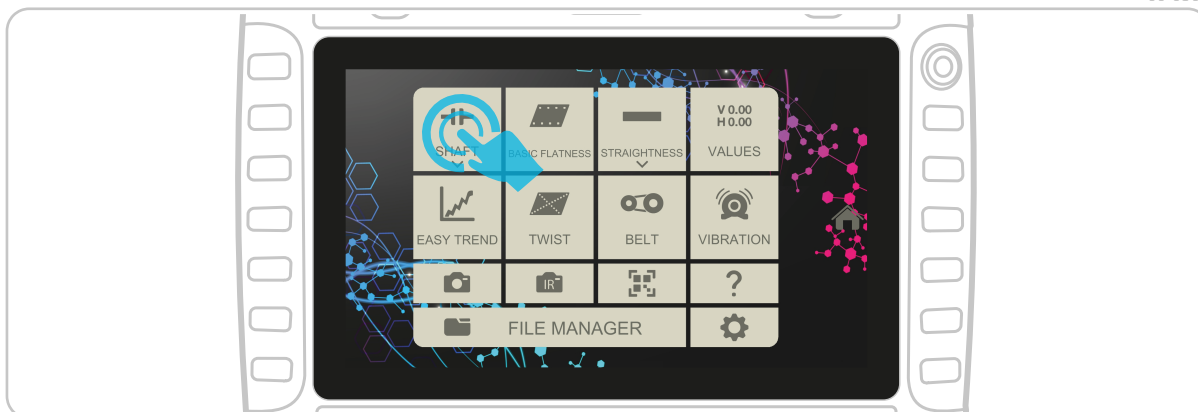 V 0.00
H 0.00
SHAFT
BASIC FLATNESS
STRAIGHTNESS
VALUES
EASY TREND
TWIST
BELT
VIBRATION
IR
?
FILE MANAGER